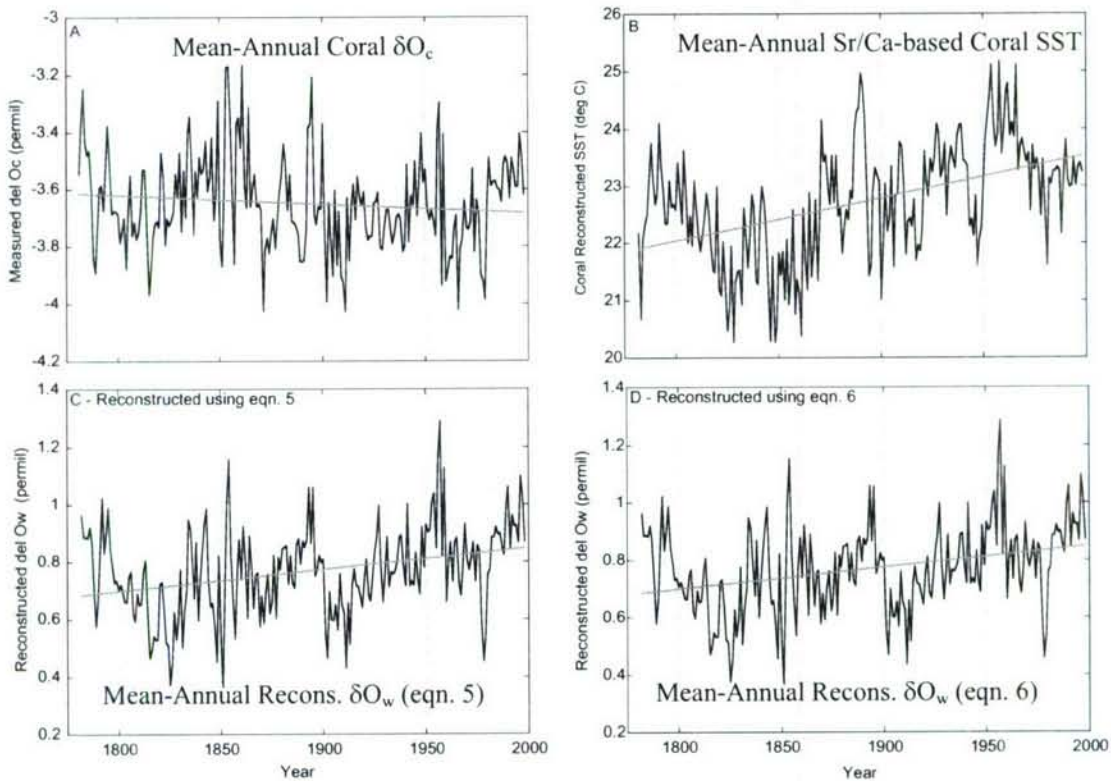 A
Mean-Annual Coral δOc
-3
-3.2
-3.4
-3.6
-3.8
-4
-4.2
Measured del Oc (permil)
B
Mean-Annual Sr/Ca-based Coral SST
25
24
23
22
21
20
Coral Reconstructed SST (deg C)
C - Reconstructed using eqn. 5
1.4
1.2
1
0.8
0.6
0.4
0.2
Reconstructed del Ow (permil)
Mean-Annual Recons. δOw (eqn. 5)
1800 1850 1900 1950 2000
Year
D - Reconstructed using eqn. 6
1.4
1.2
1
0.8
0.6
0.4
0.2
Reconstructed del Ow (permil)
Mean-Annual Recons. δOw (eqn. 6)
1800 1850 1900 1950 2000
Year